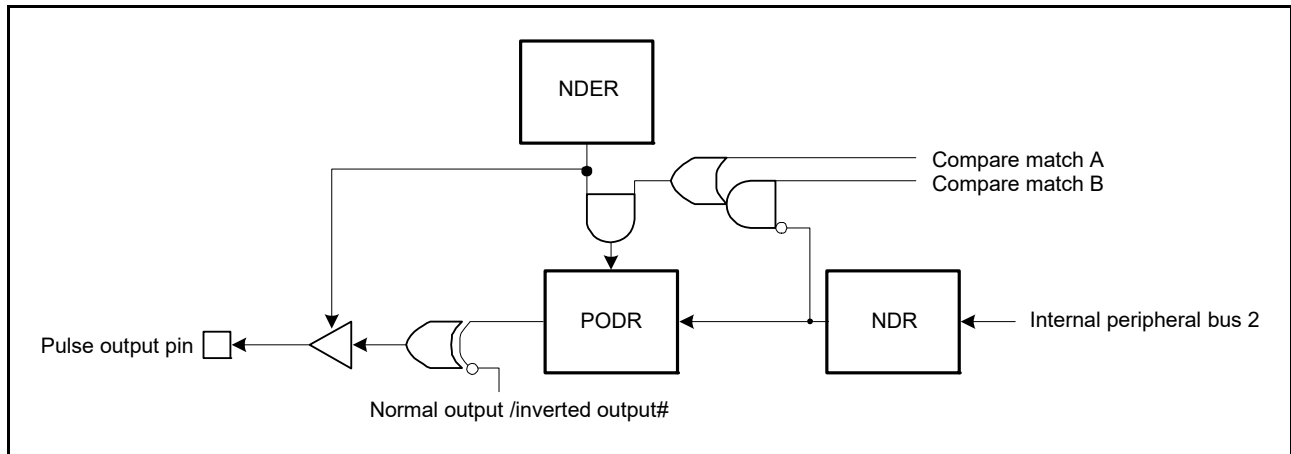 NDER
Compare match A
Compare match B
PODR
NDR
Internal peripheral bus 2
Pulse output pin
Normal output /inverted output#